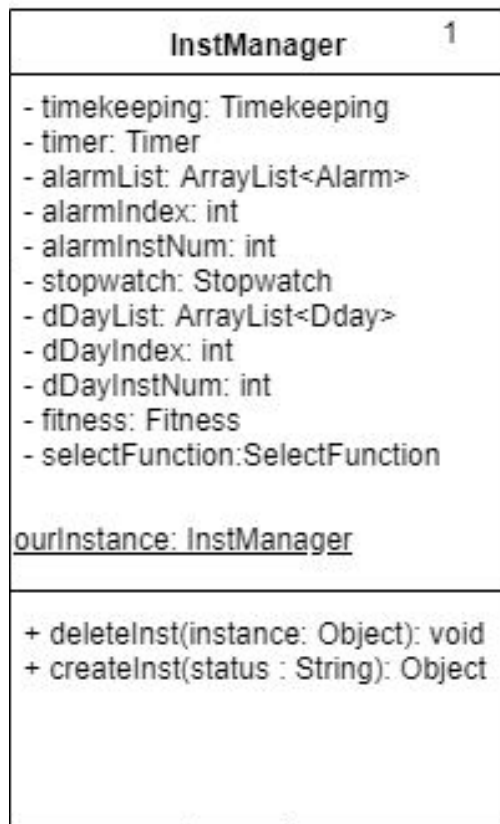 InstManager 1
- timekeeping: Timekeeping
- timer: Timer
- alarmList: ArrayList<Alarm>
- alarmIndex: int
- alarmInstNum: int
- stopwatch: Stopwatch
- dDayList: ArrayList<Dday>
- dDayIndex: int
- dDayInstNum: int
- fitness: Fitness
- selectFunction:SelectFunction
ourInstance: InstManager
+ deleteInst(instance: Object): void
+ createInst(status : String): Object